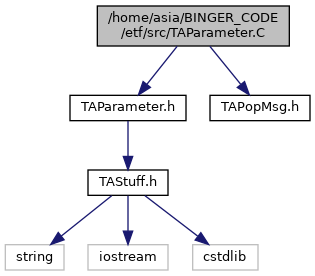 /home/asia/BINGER_CODE
/etf/src/TAParameter.C
TAParameter.h
TAPopMsg.h
TAStuff.h
string
iostream
cstdlib